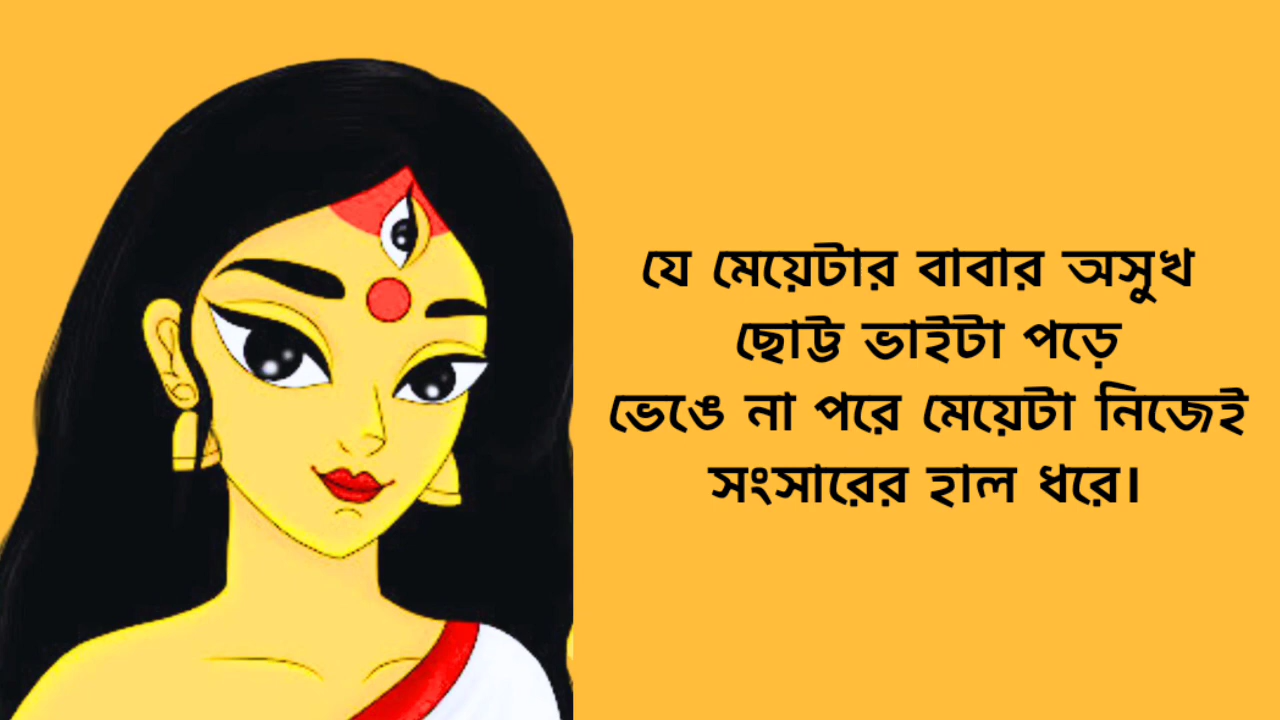 যে মেয়েটার বাবার অসুখ
ছোট্ট ভাইটা পড়ে
ভেঙে না পরে মেয়েটা নিজেই
সংসারের হাল ধরে।